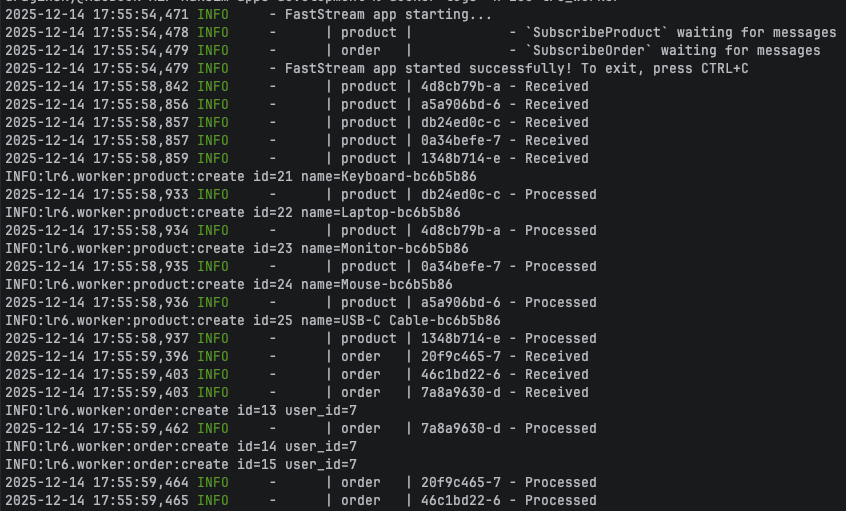 2025-12-14 17:55:54,471 INFO     - FastStream app starting...
2025-12-14 17:55:54,478 INFO     -      | product |            - `SubscribeProduct` waiting for messages
2025-12-14 17:55:54,479 INFO     -      | order   |            - `SubscribeOrder` waiting for messages
2025-12-14 17:55:54,479 INFO     - FastStream app started successfully! To exit, press CTRL+C
2025-12-14 17:55:58,842 INFO     -      | product | 4d8cb79b-a - Received
2025-12-14 17:55:58,856 INFO     -      | product | a5a906bd-6 - Received
2025-12-14 17:55:58,857 INFO     -      | product | db24ed0c-c - Received
2025-12-14 17:55:58,857 INFO     -      | product | 0a34befe-7 - Received
2025-12-14 17:55:58,859 INFO     -      | product | 1348b714-e - Received
INFO:lr6.worker:product:create id=21 name=Keyboard-bc6b5b86
2025-12-14 17:55:58,933 INFO     -      | product | db24ed0c-c - Processed
INFO:lr6.worker:product:create id=22 name=Laptop-bc6b5b86
2025-12-14 17:55:58,934 INFO     -      | product | 4d8cb79b-a - Processed
INFO:lr6.worker:product:create id=23 name=Monitor-bc6b5b86
2025-12-14 17:55:58,935 INFO     -      | product | 0a34befe-7 - Processed
INFO:lr6.worker:product:create id=24 name=Mouse-bc6b5b86
2025-12-14 17:55:58,936 INFO     -      | product | a5a906bd-6 - Processed
INFO:lr6.worker:product:create id=25 name=USB-C Cable-bc6b5b86
2025-12-14 17:55:58,937 INFO     -      | product | 1348b714-e - Processed
2025-12-14 17:55:59,396 INFO     -      | order   | 20f9c465-7 - Received
2025-12-14 17:55:59,403 INFO     -      | order   | 46c1bd22-6 - Received
2025-12-14 17:55:59,403 INFO     -      | order   | 7a8a9630-d - Received
INFO:lr6.worker:order:create id=13 user_id=7
2025-12-14 17:55:59,462 INFO     -      | order   | 7a8a9630-d - Processed
INFO:lr6.worker:order:create id=14 user_id=7
INFO:lr6.worker:order:create id=15 user_id=7
2025-12-14 17:55:59,464 INFO     -      | order   | 20f9c465-7 - Processed
2025-12-14 17:55:59,465 INFO     -      | order   | 46c1bd22-6 - Processed